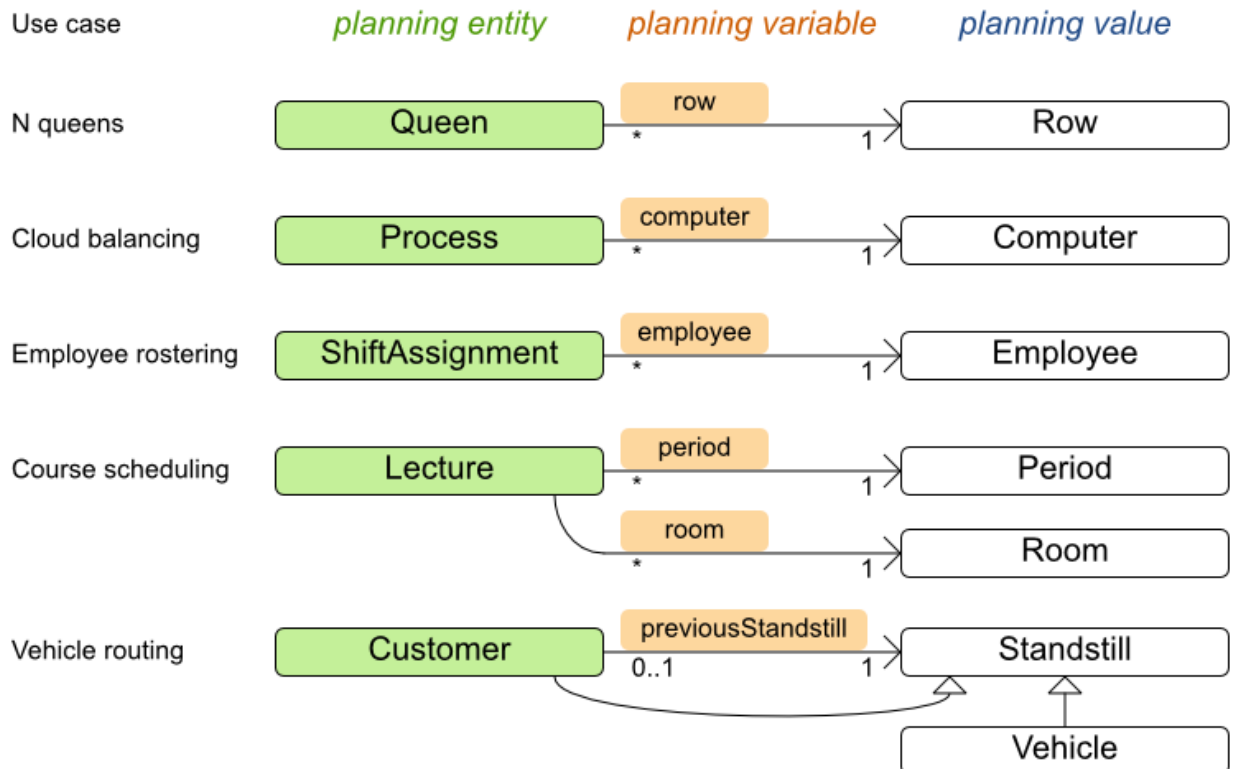 Use case planning entity planning variable planning value
row
N queens Queen Row
* 1
computer
Cloud balancing Process Computer
* 1
employee
Employee rostering ShiftAssignment Employee
* 1
period
Course scheduling Lecture Period
* 1
room
Room
* 1
previousStandstill
Vehicle routing Customer Standstill
0..1 1
Vehicle